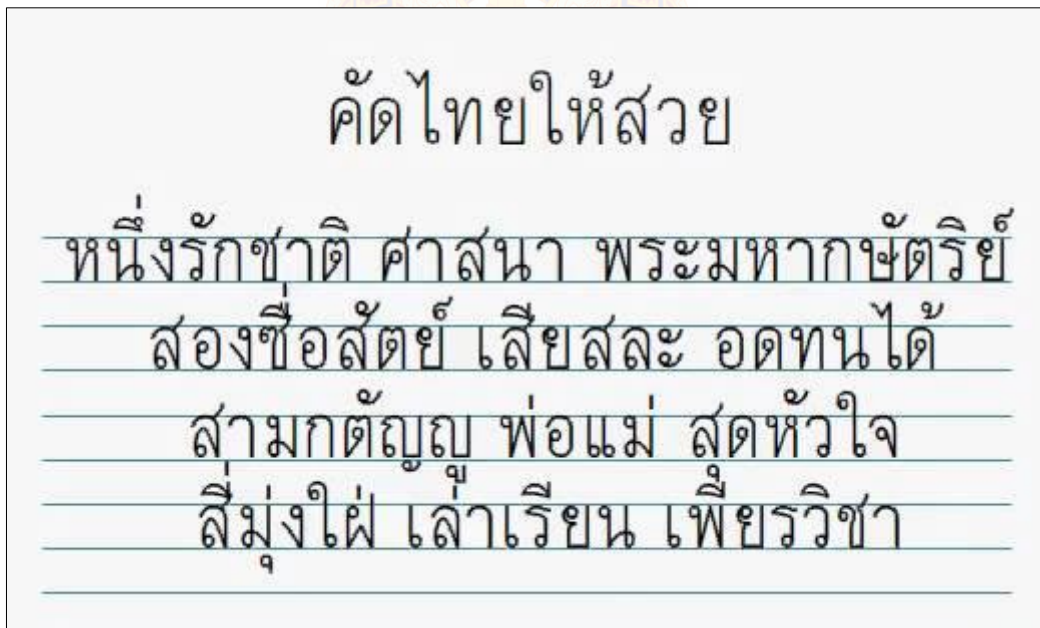 คัดไทยให้สวย
หนึ่งรักชาติ ศาสนา พระมหากษัตริย์
สองซื่อสัตย์ เสียสละ อดทนได้
สามกตัญญู พ่อแม่ สุดหัวใจ
สี่มุ่งใฝ่ เล่าเรียน เพียรวิชา